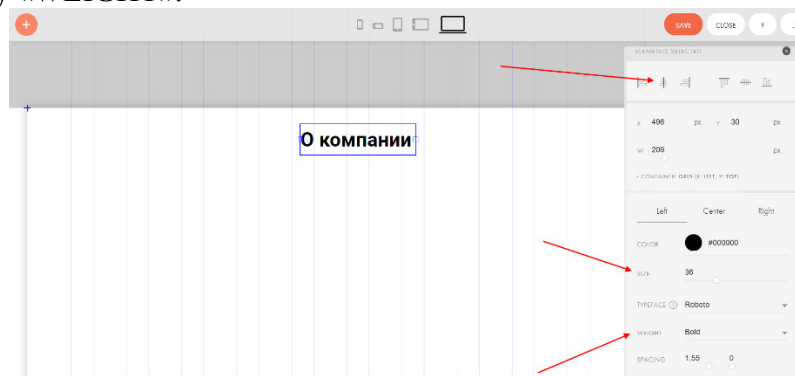 SAVE CLOSE
ELEMENTS SELECTED
X 496 px Y 30 px
W 209 px
О компании
+ CONTAINER: GRID (X: LEFT, Y: TOP)
Left Center Right
COLOR #000000
SIZE 36
TYPEFACE ? Roboto
WEIGHT Bold
SPACING 1.55 0